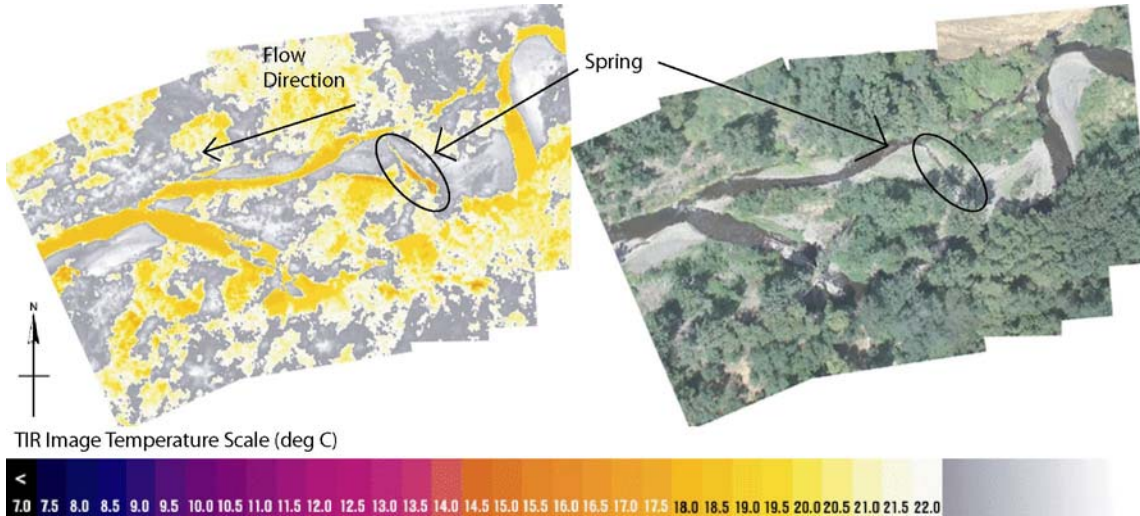 Flow
Direction
Spring
N
TIR Image Temperature Scale (deg C)
<
7.0 7.5 8.0 8.5 9.0 9.5 10.0 10.5 11.0 11.5 12.0 12.5 13.0 13.5 14.0 14.5 15.0 15.5 16.0 16.5 17.0 17.5 18.0 18.5 19.0 19.5 20.0 20.5 21.0 21.5 22.0